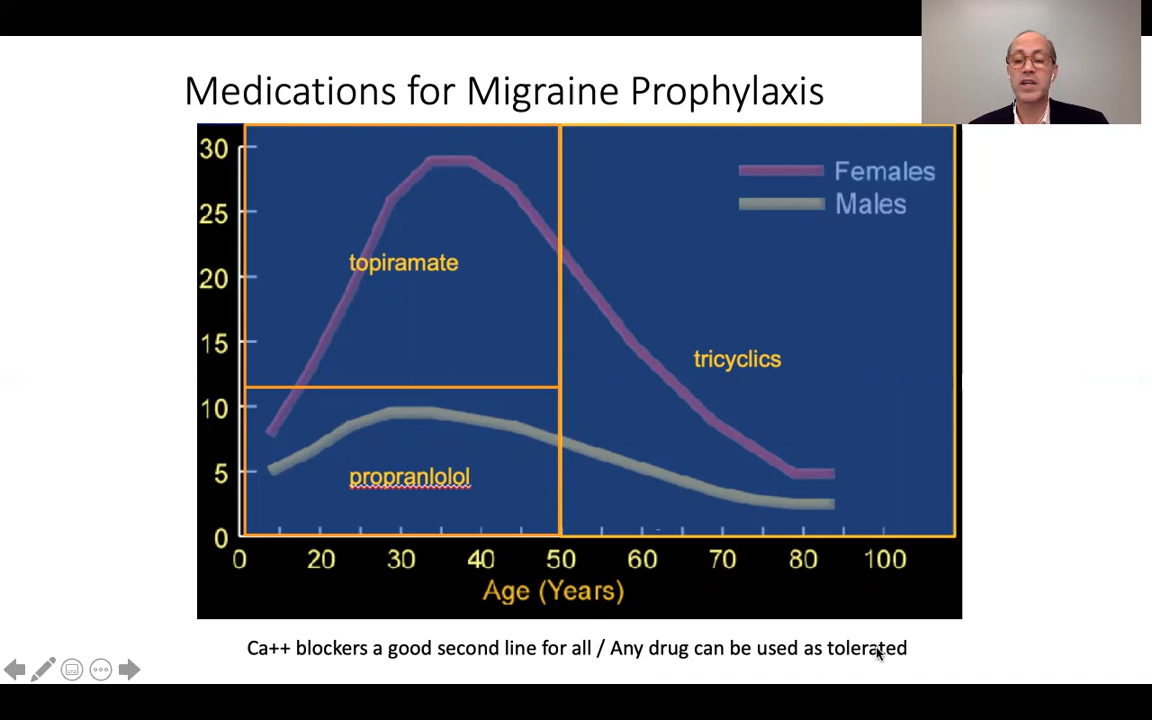 Medications for Migraine Prophylaxis
30
25
20
15
10
5
0
Females
Males
topiramate
tricyclics
propranlolol
0 20 30 40 50 60 70 80 100
Age (Years)
Ca++ blockers a good second line for all / Any drug can be used as tolerated